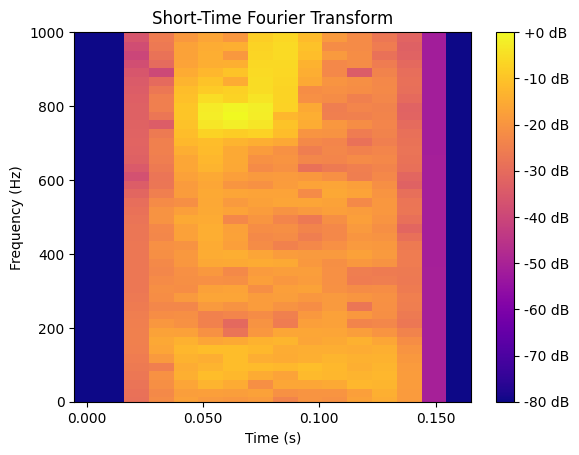 Short-Time Fourier Transform
Frequency (Hz)
1000
800
600
400
200
0
0.000
0.050
0.100
0.150
Time (s)
+0 dB
-10 dB
-20 dB
-30 dB
-40 dB
-50 dB
-60 dB
-70 dB
-80 dB